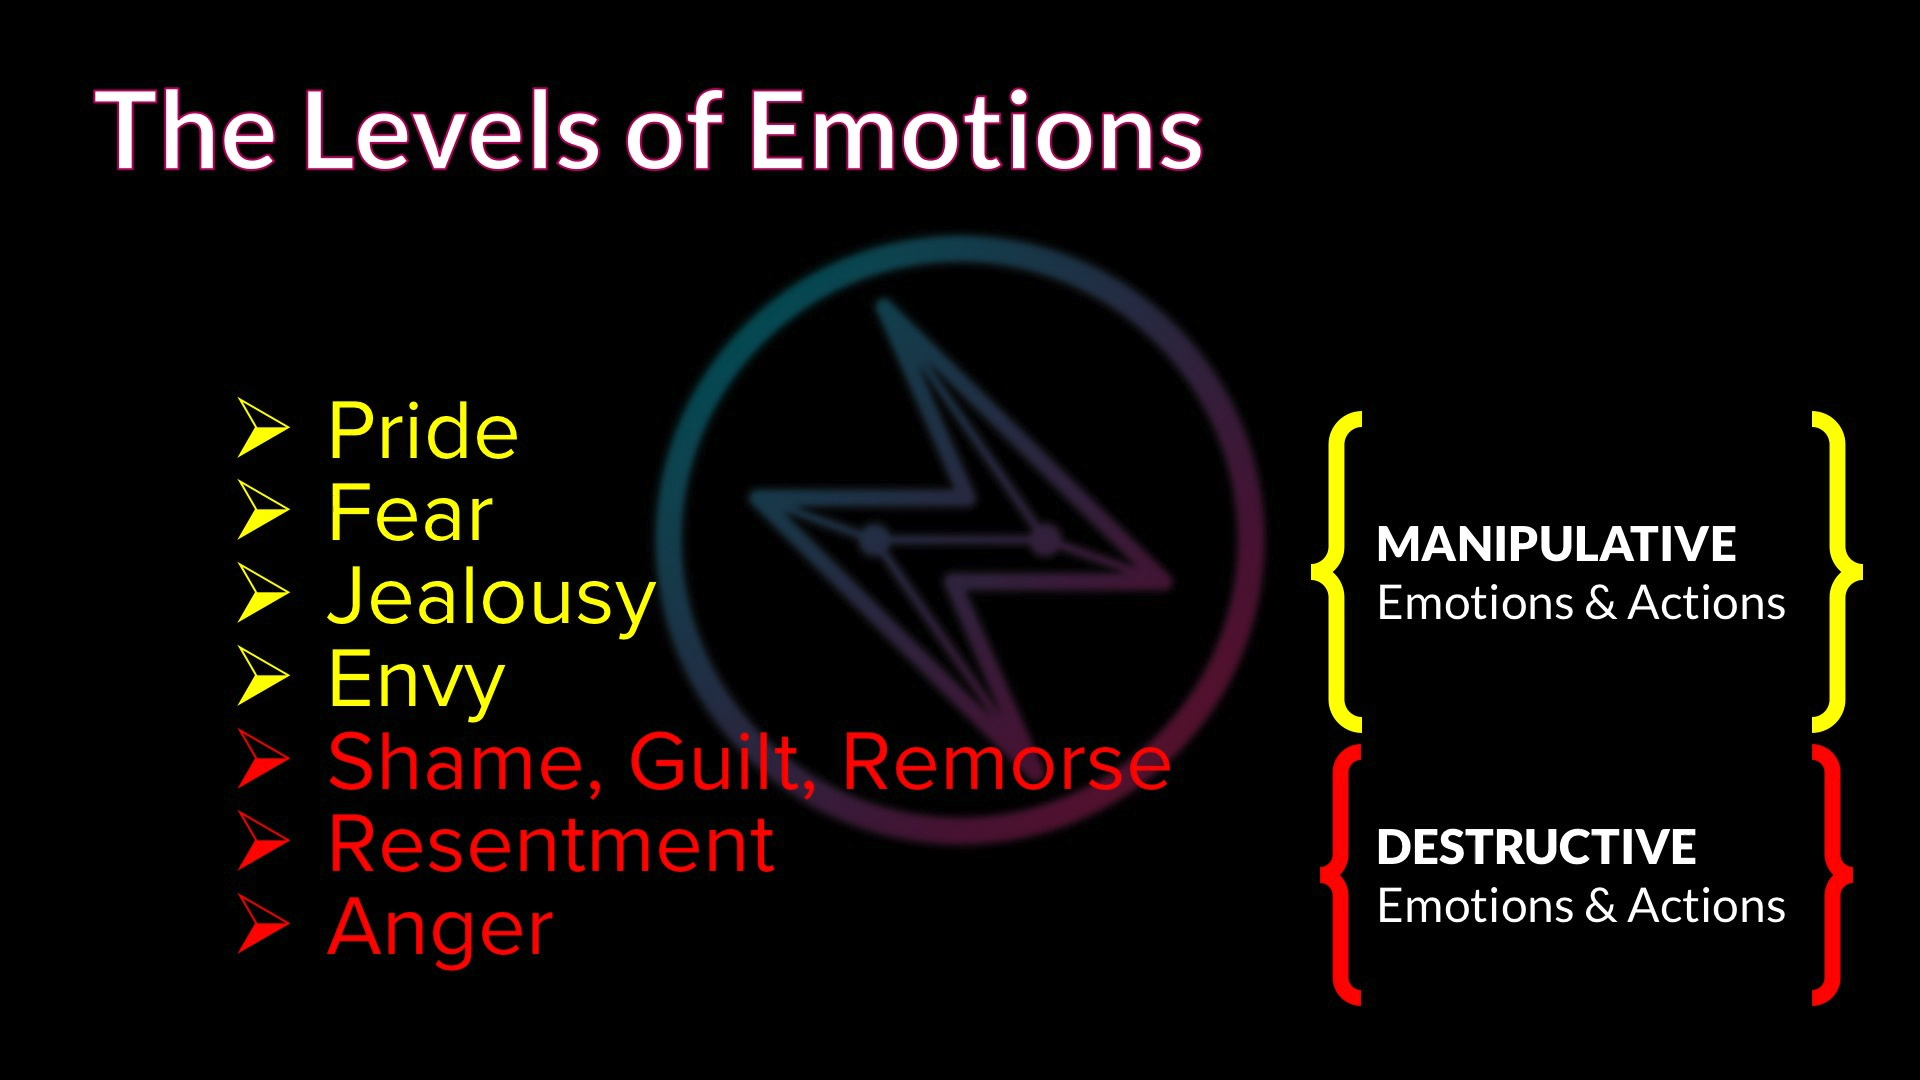 The Levels of Emotions
Pride
Fear
Jealousy
Envy
Shame, Guilt, Remorse
Resentment
Anger
MANIPULATIVE
Emotions & Actions
DESTRUCTIVE
Emotions & Actions